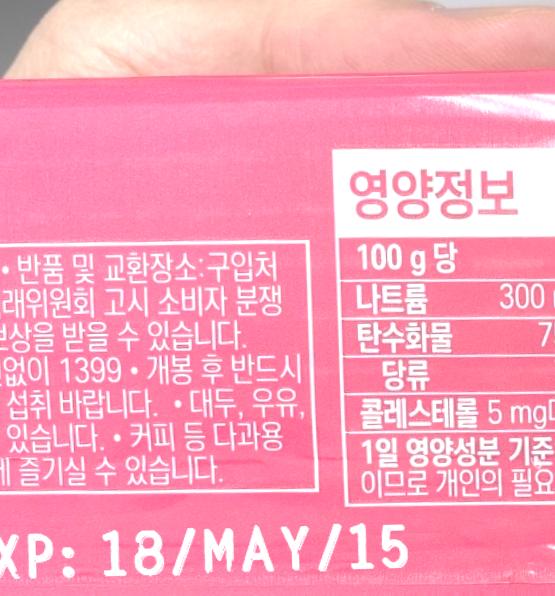 • 반품 및 교환장소:구입처
래위원회 고시 소비자 분쟁
보상을 받을 수 있습니다.
없이 1399 • 개봉 후 반드시
섭취 바랍니다. • 대두, 우유,
있습니다. • 커피 등 다과용
즐기실 수 있습니다.
영양정보
100 g 당
나트륨 300
탄수화물 7
당류
콜레스테롤 5 mg
1일 영양성분 기준
이므로 개인의 필요
XP: 18/MAY/15